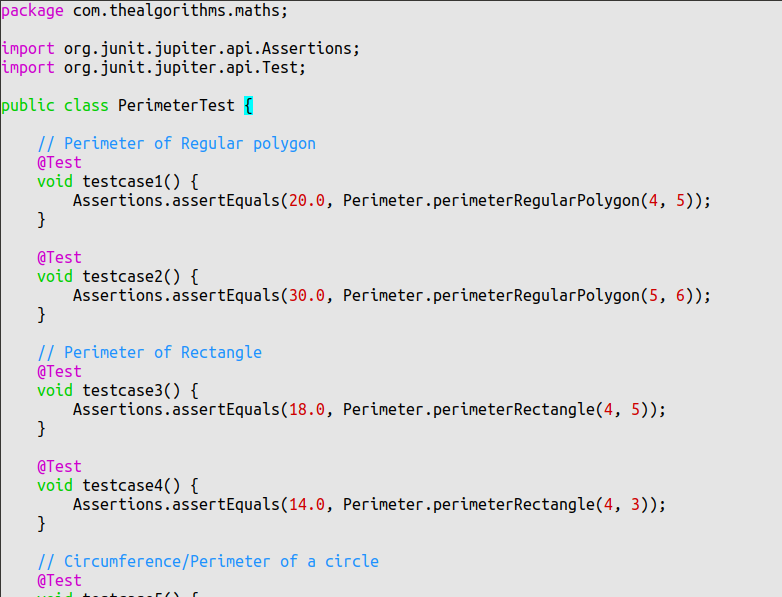 package com.thealgorithms.maths;
import org.junit.jupiter.api.Assertions;
import org.junit.jupiter.api.Test;
public class PerimeterTest {
// Perimeter of Regular polygon
@Test
void testcase1() {
Assertions.assertEquals(20.0, Perimeter.perimeterRegularPolygon(4, 5));
}
@Test
void testcase2() {
Assertions.assertEquals(30.0, Perimeter.perimeterRegularPolygon(5, 6));
}
// Perimeter of Rectangle
@Test
void testcase3() {
Assertions.assertEquals(18.0, Perimeter.perimeterRectangle(4, 5));
}
@Test
void testcase4() {
Assertions.assertEquals(14.0, Perimeter.perimeterRectangle(4, 3));
}
// Circumference/Perimeter of a circle
@Test